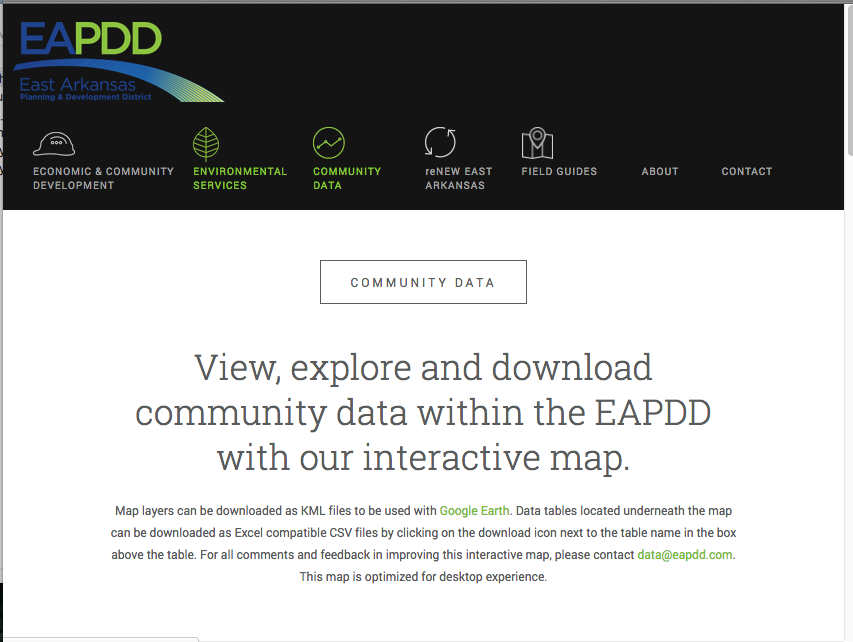 EAPDD
East Arkansas
Planning & Development District
ECONOMIC & COMMUNITY
DEVELOPMENT
ENVIRONMENTAL
SERVICES
COMMUNITY
DATA
reNEW EAST
ARKANSAS
FIELD GUIDES
ABOUT
CONTACT
COMMUNITY DATA
View, explore and download
community data within the EAPDD
with our interactive map.
Map layers can be downloaded as KML files to be used with Google Earth. Data tables located underneath the map
can be downloaded as Excel compatible CSV files by clicking on the download icon next to the table name in the box
above the table. For all comments and feedback in improving this interactive map, please contact data@eapdd.com.
This map is optimized for desktop experience.